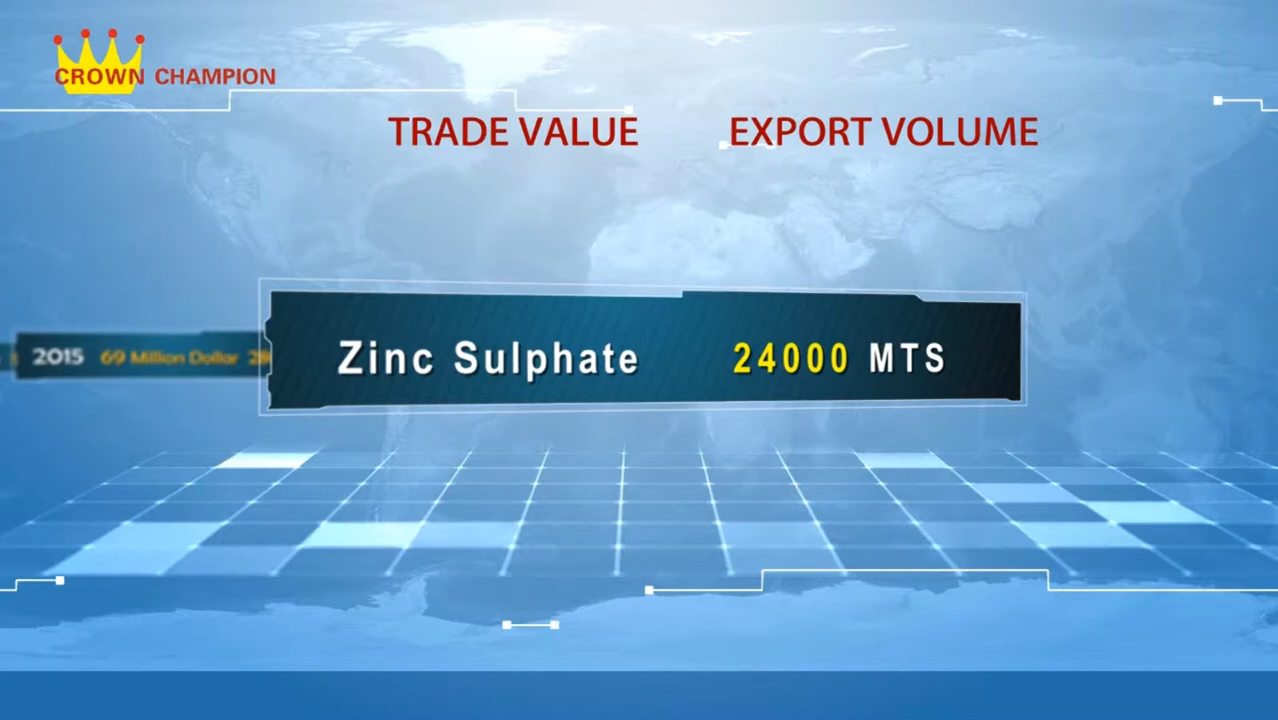 CROWN CHAMPION
TRADE VALUE EXPORT VOLUME
2015 69 Million Dollar
Zinc Sulphate 24000 MTS